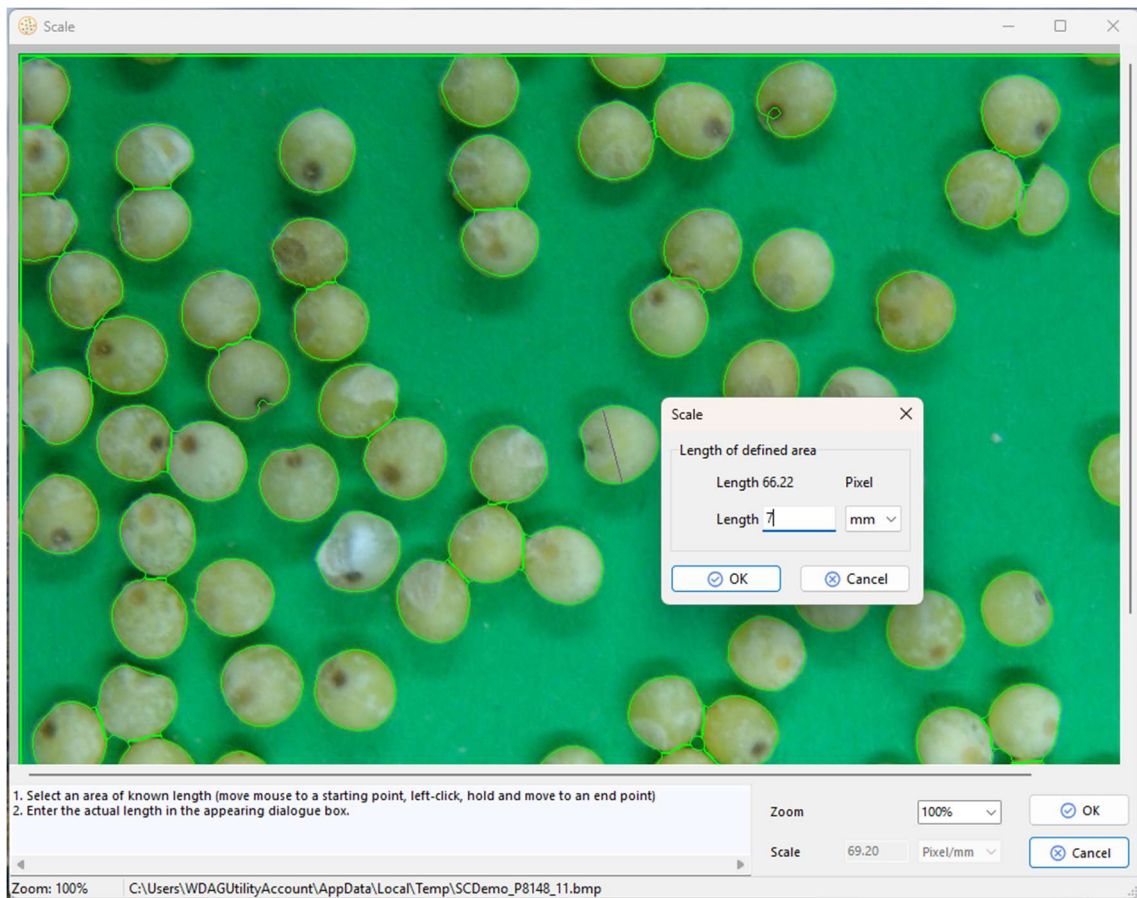 Scale
Scale
Length of defined area
Length 66.22 Pixel
Length 7 mm
OK Cancel
1. Select an area of known length (move mouse to a starting point, left-click, hold and move to an end point)
2. Enter the actual length in the appearing dialogue box.
Zoom 100% OK
Scale 69.20 Pixel/mm Cancel
Zoom: 100% C:\Users\WDAGUtilityAccount\AppData\Local\Temp\SCDemo_P8148_11.bmp